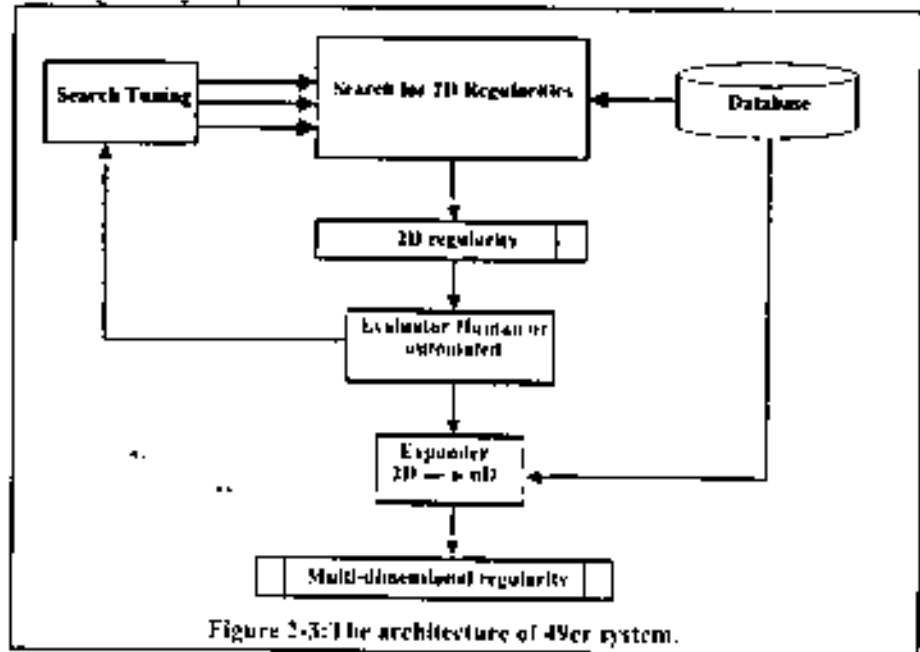 Search Tuning
Search for 2D Regularities
Database
2D regularity
Evaluator Human or
automated
Expander
2D nD
Multi-dimensional regularity
Figure 2-3:The architecture of 49er system.